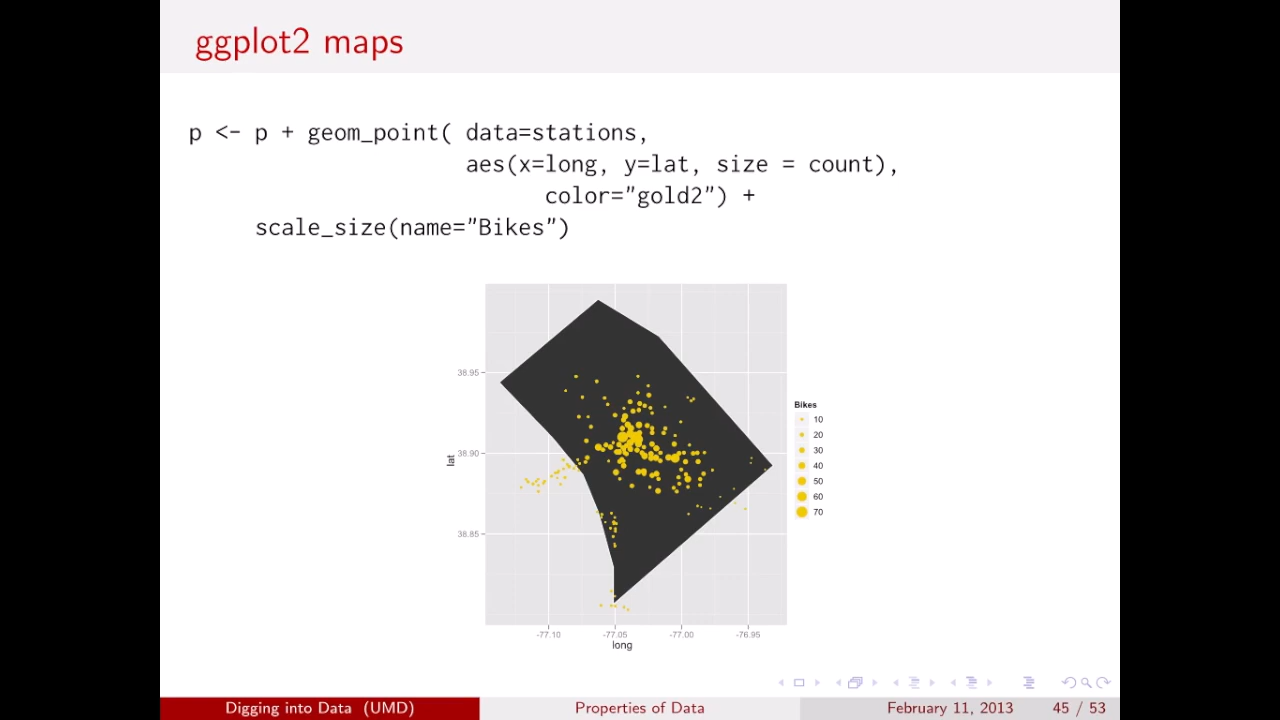 ggplot2 maps
p <- p + geom_point( data=stations,
aes(x=long, y=lat, size = count),
color="gold2") +
scale_size(name="Bikes")
38.95
38.90
38.85
lat
-77.10 -77.05 -77.00 -76.95
long
Bikes
10
20
30
40
50
60
70
Digging into Data (UMD) Properties of Data February 11, 2013 45 / 53